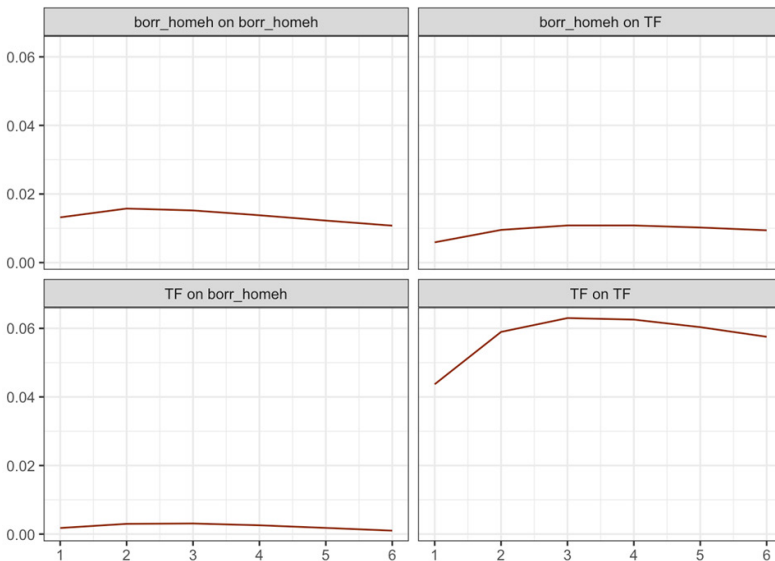 borr_homeh on borr_homeh
borr_homeh on TF
0.06
0.04
0.02
0.00
TF on borr_homeh
TF on TF
0.06
0.04
0.02
0.00
1 2 3 4 5 6
1 2 3 4 5 6